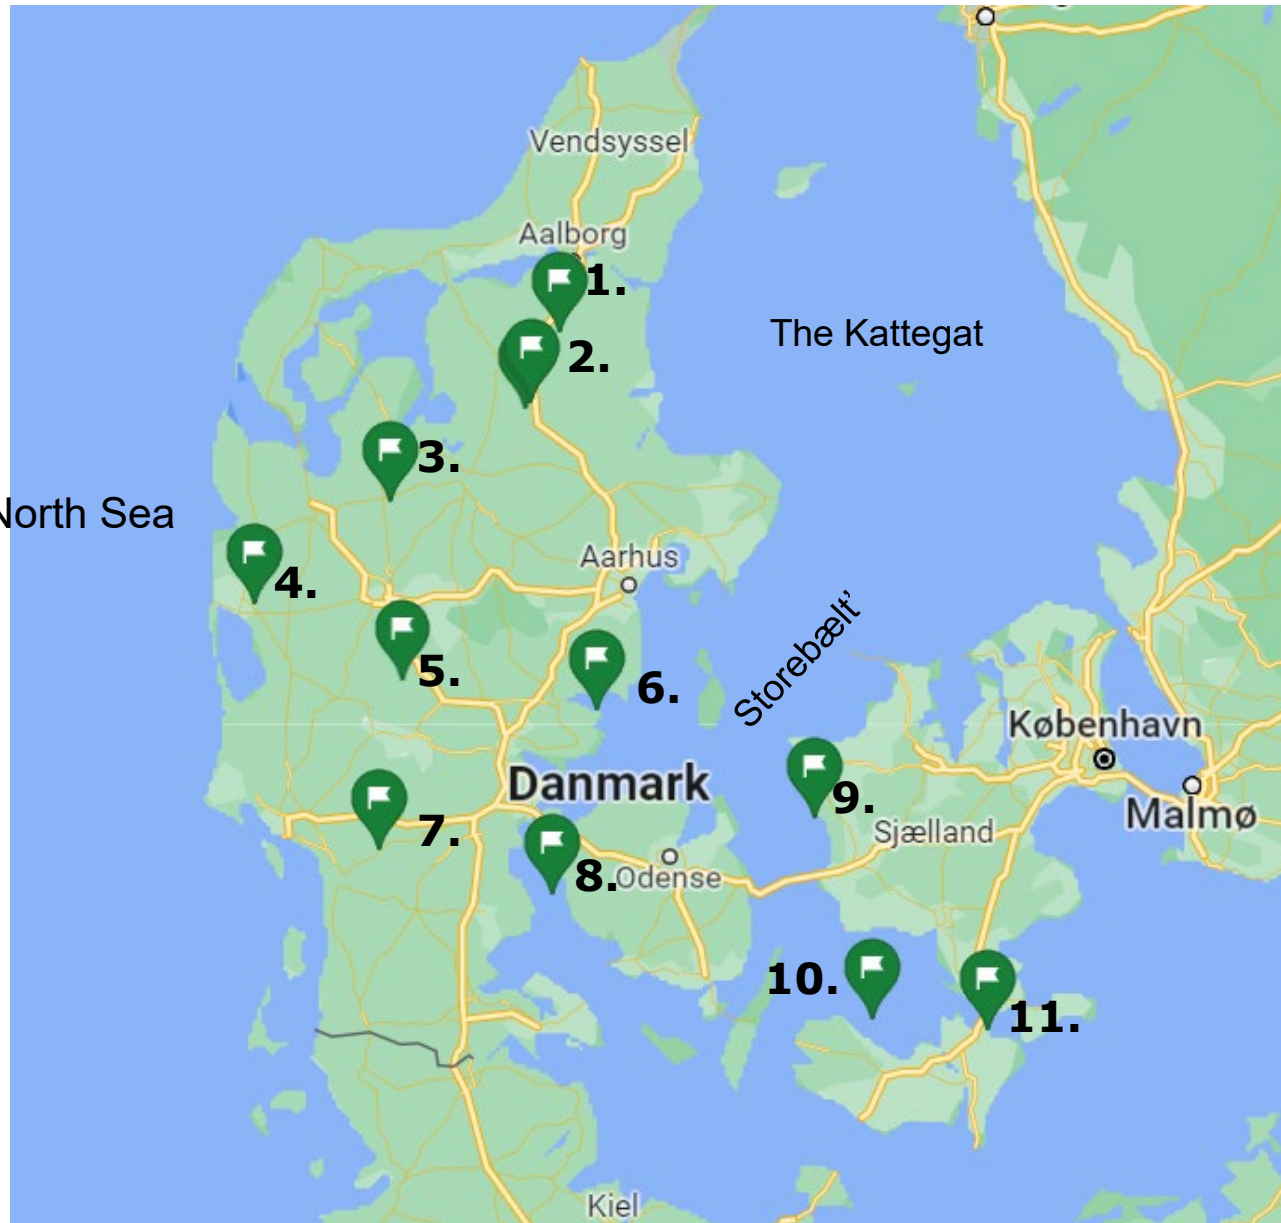 Vendsyssel
Aalborg
1.
The Kattegat
2.
3.
North Sea
Aarhus
4.
Storebælt’
5.
6.
København
Danmark
9.
Malmø
7.
Sjælland
8.
Odense
10.
11.
Kiel